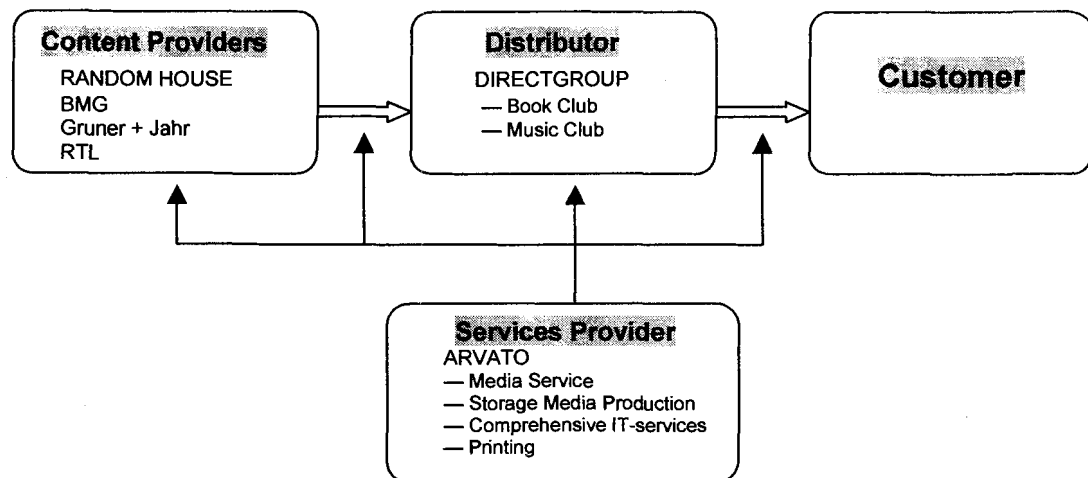 Content Providers
RANDOM HOUSE
BMG
Gruner + Jahr
RTL
Distributor
DIRECTGROUP
— Book Club
— Music Club
Customer
Services Provider
ARVATO
— Media Service
— Storage Media Production
— Comprehensive IT-services
— Printing